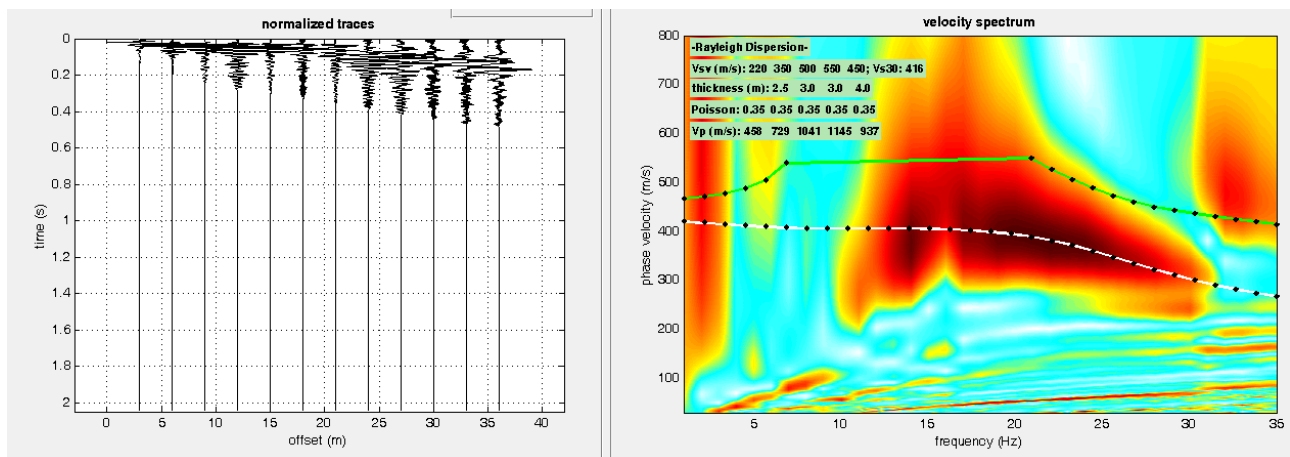 normalized traces
0
0.2
0.4
0.6
0.8
1
1.2
1.4
1.6
1.8
2
time (s)
0 5 10 15 20 25 30 35 40
offset (m)
velocity spectrum
-Rayleigh Dispersion-
Vsv (m/s): 220 350 500 550 450; Vs30: 416
thickness (m): 2.5 3.0 3.0 4.0
Poisson: 0.35 0.35 0.35 0.35 0.35
Vp (m/s): 458 729 1041 1145 937
800
700
600
500
400
300
200
100
phase velocity (m/s)
5 10 15 20 25 30 35
frequency (Hz)